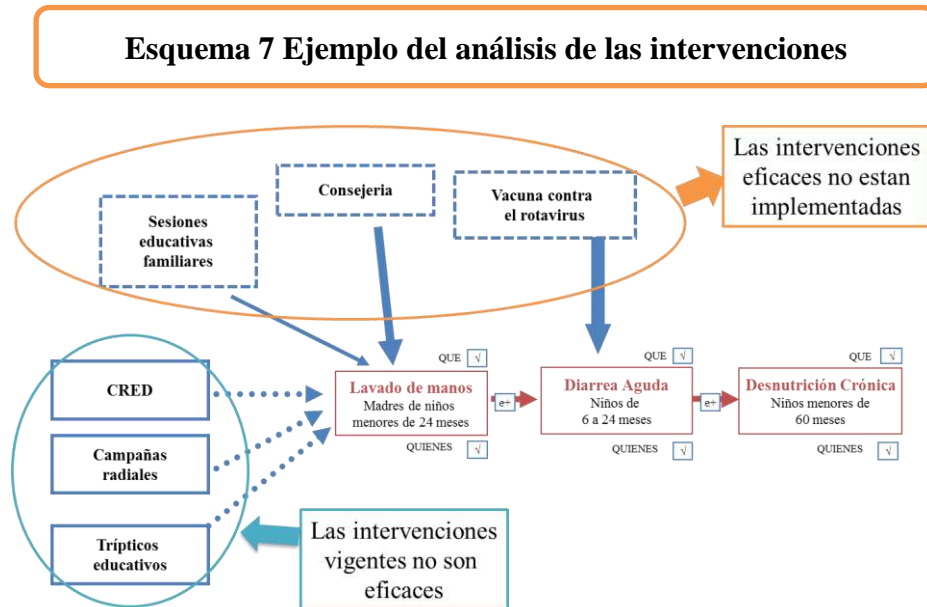 Esquema 7 Ejemplo del análisis de las intervenciones
Las intervenciones
eficaces no estan
implementadas
Consejeria
Vacuna contra
el rotavirus
Sesiones
educativas
familiares
QUE √
QUE √
QUE √
CRED
Lavado de manos
Madres de niños
menores de 24 meses
e+
Diarrea Aguda
Niños de
6 a 24 meses
e+
Desnutrición Crónica
Niños menores de
60 meses
QUIENES √
QUIENES √
QUIENES √
Campañas
radiales
Trípticos
educativos
Las intervenciones
vigentes no son
eficaces